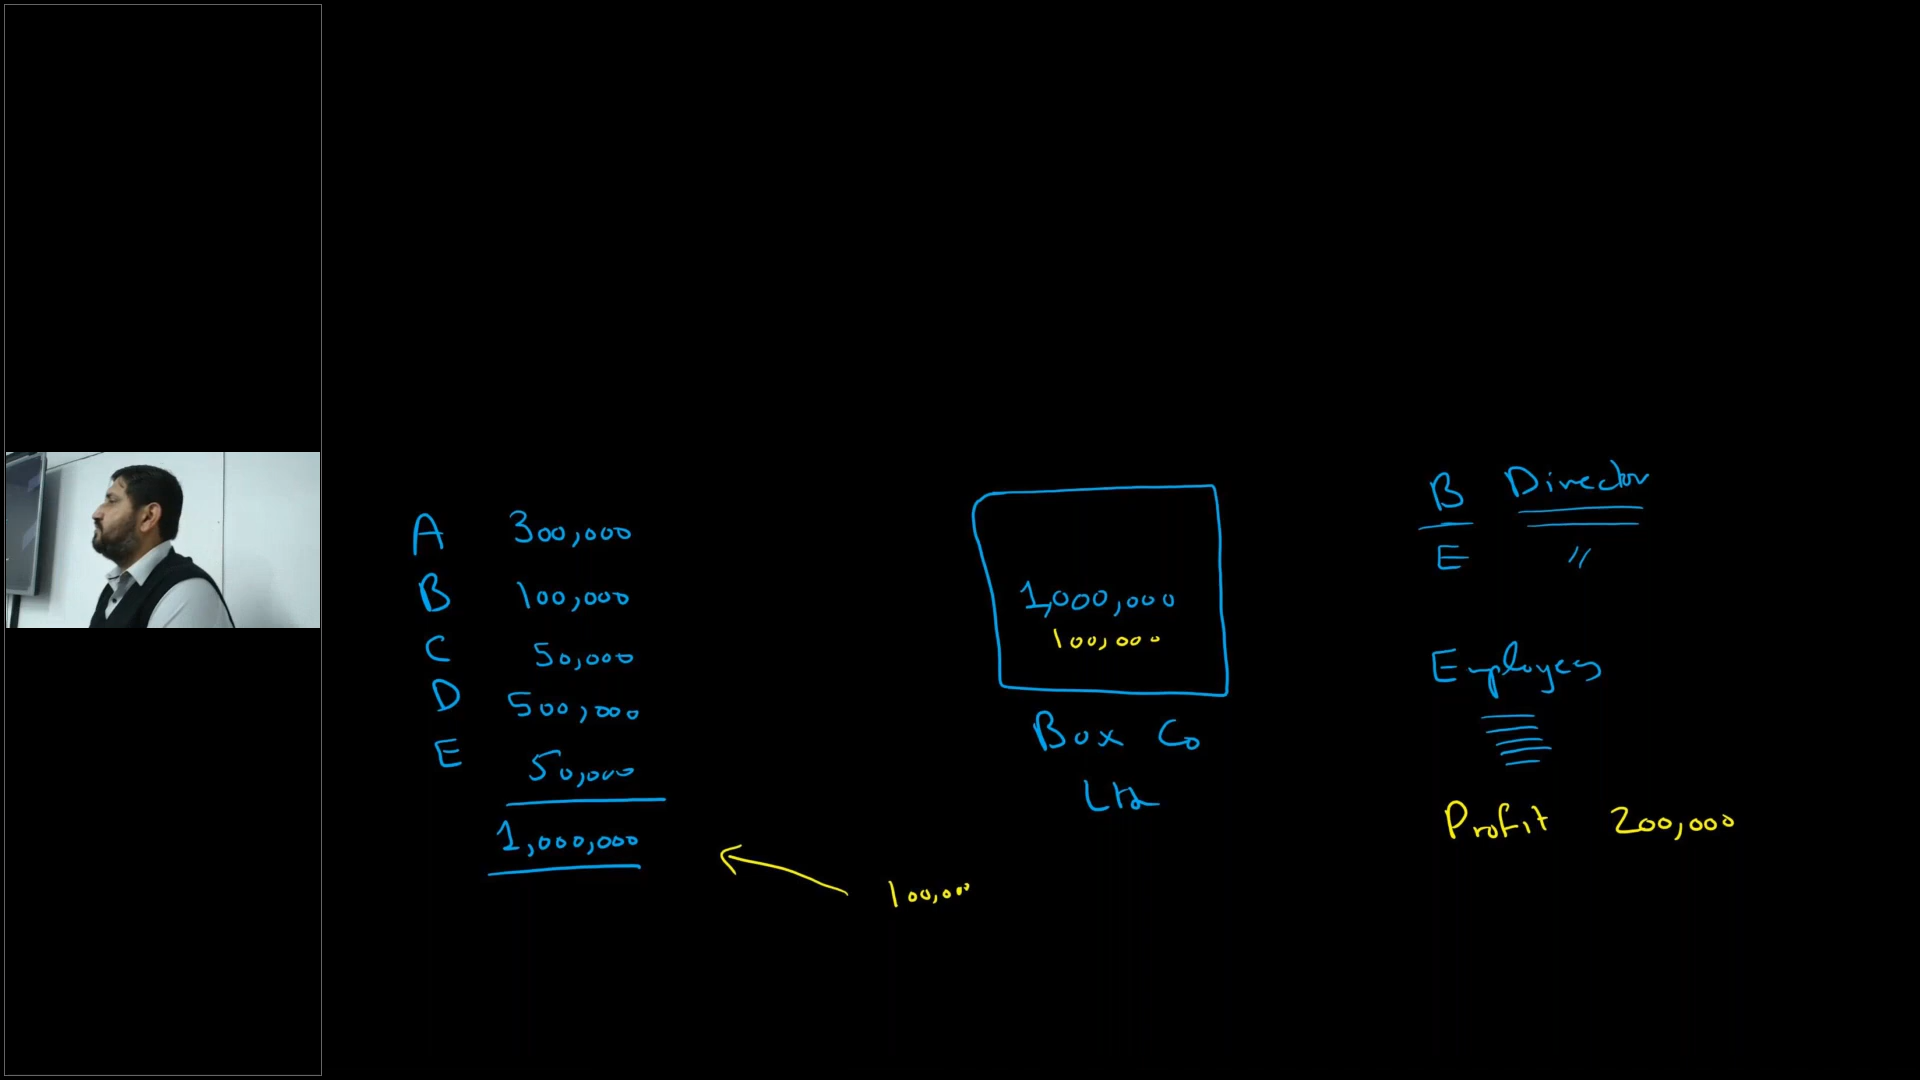 A 300,000
B 100,000
C 50,000
D 500,000
E 50,000
1,000,000
100,000
1,000,000
100,000
Box Co
Ltd
B Director
E "
Employees
Profit 200,000